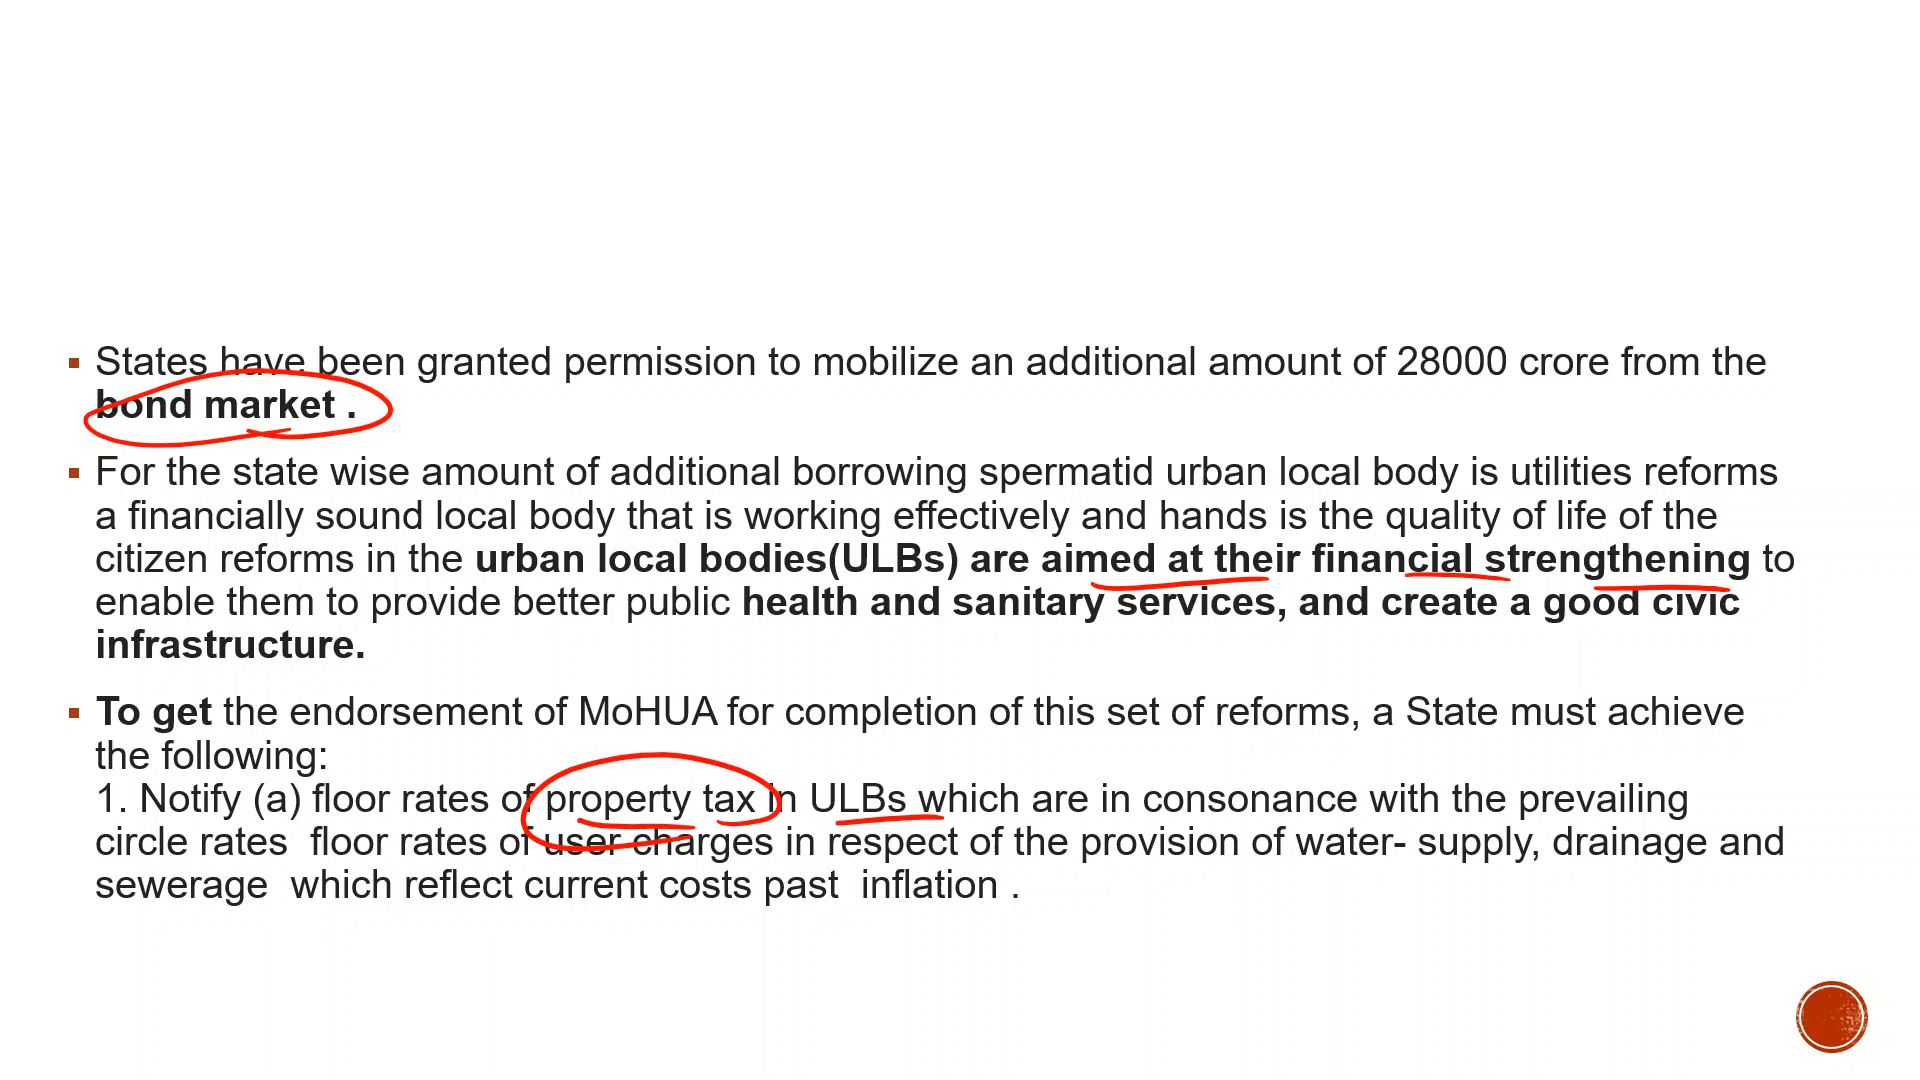 States have been granted permission to mobilize an additional amount of 28000 crore from the
bond market .
For the state wise amount of additional borrowing spermatid urban local body is utilities reforms
a financially sound local body that is working effectively and hands is the quality of life of the
citizen reforms in the urban local bodies(ULBs) are aimed at their financial strengthening to
enable them to provide better public health and sanitary services, and create a good civic
infrastructure.
To get the endorsement of MoHUA for completion of this set of reforms, a State must achieve
the following:
1. Notify (a) floor rates of property tax in ULBs which are in consonance with the prevailing
circle rates  floor rates of user charges in respect of the provision of water- supply, drainage and
sewerage  which reflect current costs past  inflation .